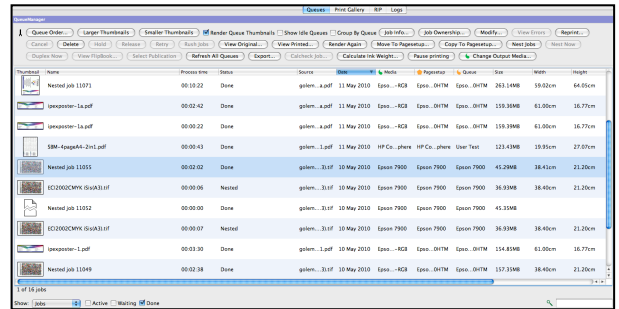 Queues Print Gallery RIP Logs
QueueManager
Queue Order... Larger Thumbnails Smaller Thumbnails Render Queue Thumbnails Show Idle Queues Group By Queue Job Info... Job Ownership... Modify... View Errors Reprint...
Cancel Delete Hold Release Retry Rush Jobs View Original... View Printed... Render Again Move To Pagesetup... Copy To Pagesetup... Nest Jobs Nest Now
Duplex Now View FlipBook... Select Publication Refresh All Queues Export... Calcheck Job... Calculate Ink Weight... Pause printing Change Output Media...
Thumbnail Name Process time Status Source Date Media Pagesetup Queue Size Width Height
Nested job 11071 00:10:22 Done golem...a.pdf 11 May 2010 Epso...-RGB Epso...0HTM Epso...0HTM 263.14MB 59.02cm 64.05cm
ipexposter-1a.pdf 00:02:42 Done golem...a.pdf 11 May 2010 Epso...-RGB Epso...0HTM Epso...0HTM 159.36MB 61.00cm 16.77cm
ipexposter-1a.pdf 00:00:22 Done golem...a.pdf 11 May 2010 Epso...-RGB Epso...0HTM Epso...0HTM 159.39MB 61.00cm 16.77cm
SBM-4pageA4-2in1.pdf 00:00:43 Done golem...1.pdf 11 May 2010 HP Co...phere HP Co...phere User Test 123.43MB 19.95cm 27.07cm
Nested job 11055 00:02:02 Done golem...3).tif 10 May 2010 Epson 7900 Epson 7900 Epson 7900 45.29MB 38.41cm 21.20cm
ECI2002CMYK iSis(A3).tif 00:00:06 Nested golem...3).tif 10 May 2010 Epson 7900 Epson 7900 Epson 7900 36.93MB 38.40cm 21.20cm
Nested job 11052 00:00:00 Done golem...3).tif 10 May 2010 Epson 7900 Epson 7900 Epson 7900 45.35MB
ECI2002CMYK iSis(A3).tif 00:00:07 Nested golem...3).tif 10 May 2010 Epson 7900 Epson 7900 Epson 7900 36.93MB 38.40cm 21.20cm
ipexposter-1.pdf 00:03:30 Done golem...1.pdf 10 May 2010 Epso...-RGB Epso...0HTM Epso...0HTM 154.85MB 61.00cm 16.77cm
Nested job 11049 00:02:38 Done golem...3).tif 10 May 2010 Epso...-RGB Epso...0HTM Epso...0HTM 157.35MB 38.40cm 21.20cm
1 of 16 jobs
Show: Jobs Active Waiting Done